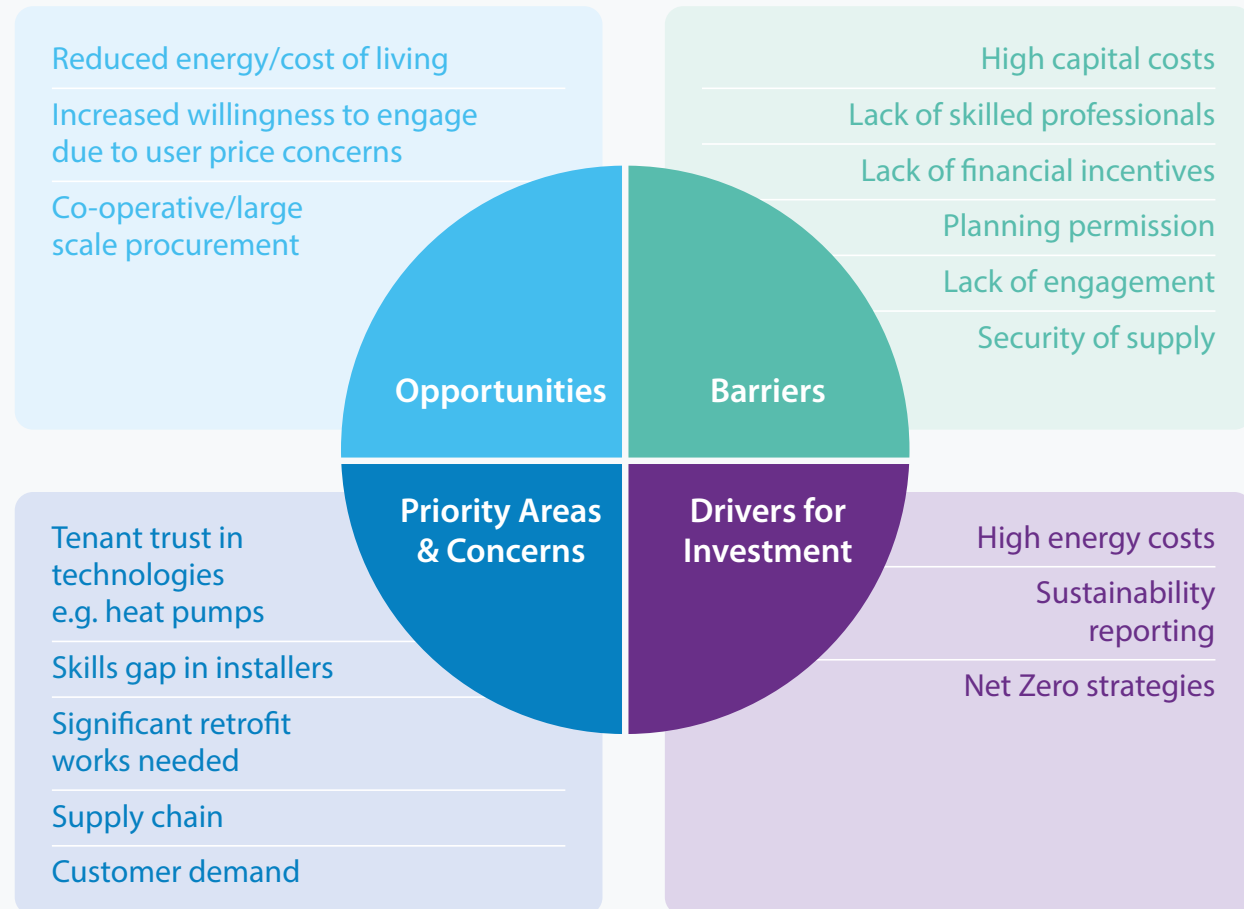 Reduced energy/cost of living
Increased willingness to engage
due to user price concerns
Co-operative/large
scale procurement
High capital costs
Lack of skilled professionals
Lack of financial incentives
Planning permission
Lack of engagement
Security of supply
Opportunities
Barriers
Priority Areas
& Concerns
Drivers for
Investment
Tenant trust in
technologies
e.g. heat pumps
Skills gap in installers
Significant retrofit
works needed
Supply chain
Customer demand
High energy costs
Sustainability
reporting
Net Zero strategies